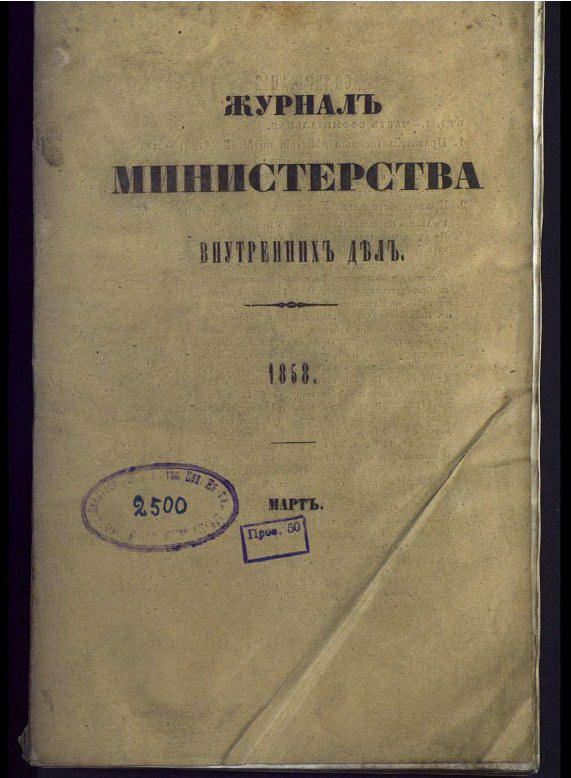 ЖУРНАЛЪ
МИНИСТЕРСТВА
ВНУТРЕННИХЪ ДѢЛЪ.
1858.
МАРТЪ.
2500
Пров. 50